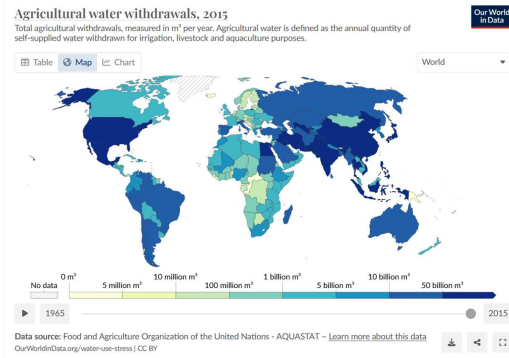 Agricultural water withdrawals, 2015
Our World
in Data
Total agricultural withdrawals, measured in m³ per year. Agricultural water is defined as the annual quantity of
self-supplied water withdrawn for irrigation, livestock and aquaculture purposes.
Table Map Chart World
No data 0 m³ 5 million m³ 10 million m³ 100 million m³ 1 billion m³ 5 billion m³ 10 billion m³ 50 billion m³
1965 2015
Data source: Food and Agriculture Organization of the United Nations - AQUASTAT – Learn more about this data
OurWorldinData.org/water-use-stress | CC BY